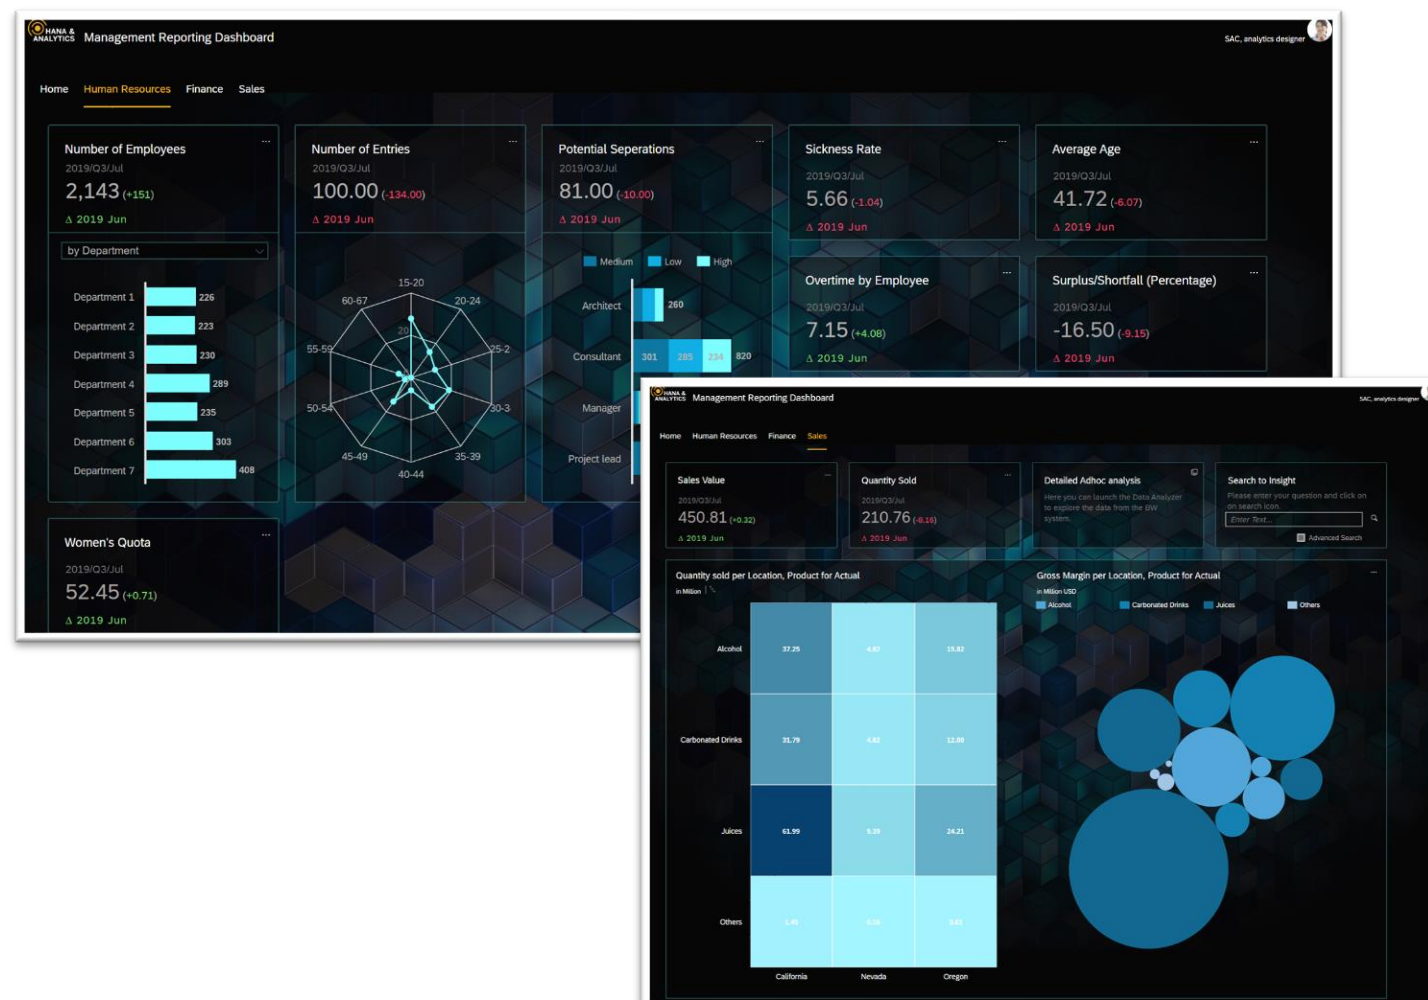 HANA &
ANALYTICS
Management Reporting Dashboard
SAC, analytics designer
Home Human Resources Finance Sales
Number of Employees
2019/Q3/Jul
2,143 (+151)
Δ 2019 Jun
by Department
Department 1 226
Department 2 223
Department 3 230
Department 4 289
Department 5 235
Department 6 303
Department 7 408
Number of Entries
2019/Q3/Jul
100.00 (-134.00)
Δ 2019 Jun
15-20
60-67 20-24
20
55-59 25-2
50-54 30-3
45-49 35-39
40-44
Potential Seperations
2019/Q3/Jul
81.00 (-10.00)
Δ 2019 Jun
Medium Low High
Architect 260
Consultant 301 285 234 820
Manager
Project lead
Sickness Rate
2019/Q3/Jul
5.66 (-1.04)
Δ 2019 Jun
Average Age
2019/Q3/Jul
41.72 (-6.07)
Δ 2019 Jun
Overtime by Employee
2019/Q3/Jul
7.15 (+4.08)
Δ 2019 Jun
Surplus/Shortfall (Percentage)
2019/Q3/Jul
-16.50 (-9.15)
Δ 2019 Jun
Women's Quota
2019/Q3/Jul
52.45 (+0.71)
Δ 2019 Jun
HANA &
ANALYTICS
Management Reporting Dashboard
SAC, analytics designer
Home Human Resources Finance Sales
Sales Value
2019/Q3/Jul
450.81 (+0.32)
Δ 2019 Jun
Quantity Sold
2019/Q3/Jul
210.76 (-6.16)
Δ 2019 Jun
Detailed Adhoc analysis
Here you can launch the Data Analyzer
to explore the data from the BW
system.
Search to Insight
Please enter your question and click on
on search icon.
Enter Text...
Advanced Search
Quantity sold per Location, Product for Actual
in Million
Alcohol 37.25 15.82
Carbonated Drinks 31.79
Juices 61.99 24.21
Others
California Nevada Oregon
Gross Margin per Location, Product for Actual
in Million USD
Alcohol Carbonated Drinks Juices Others